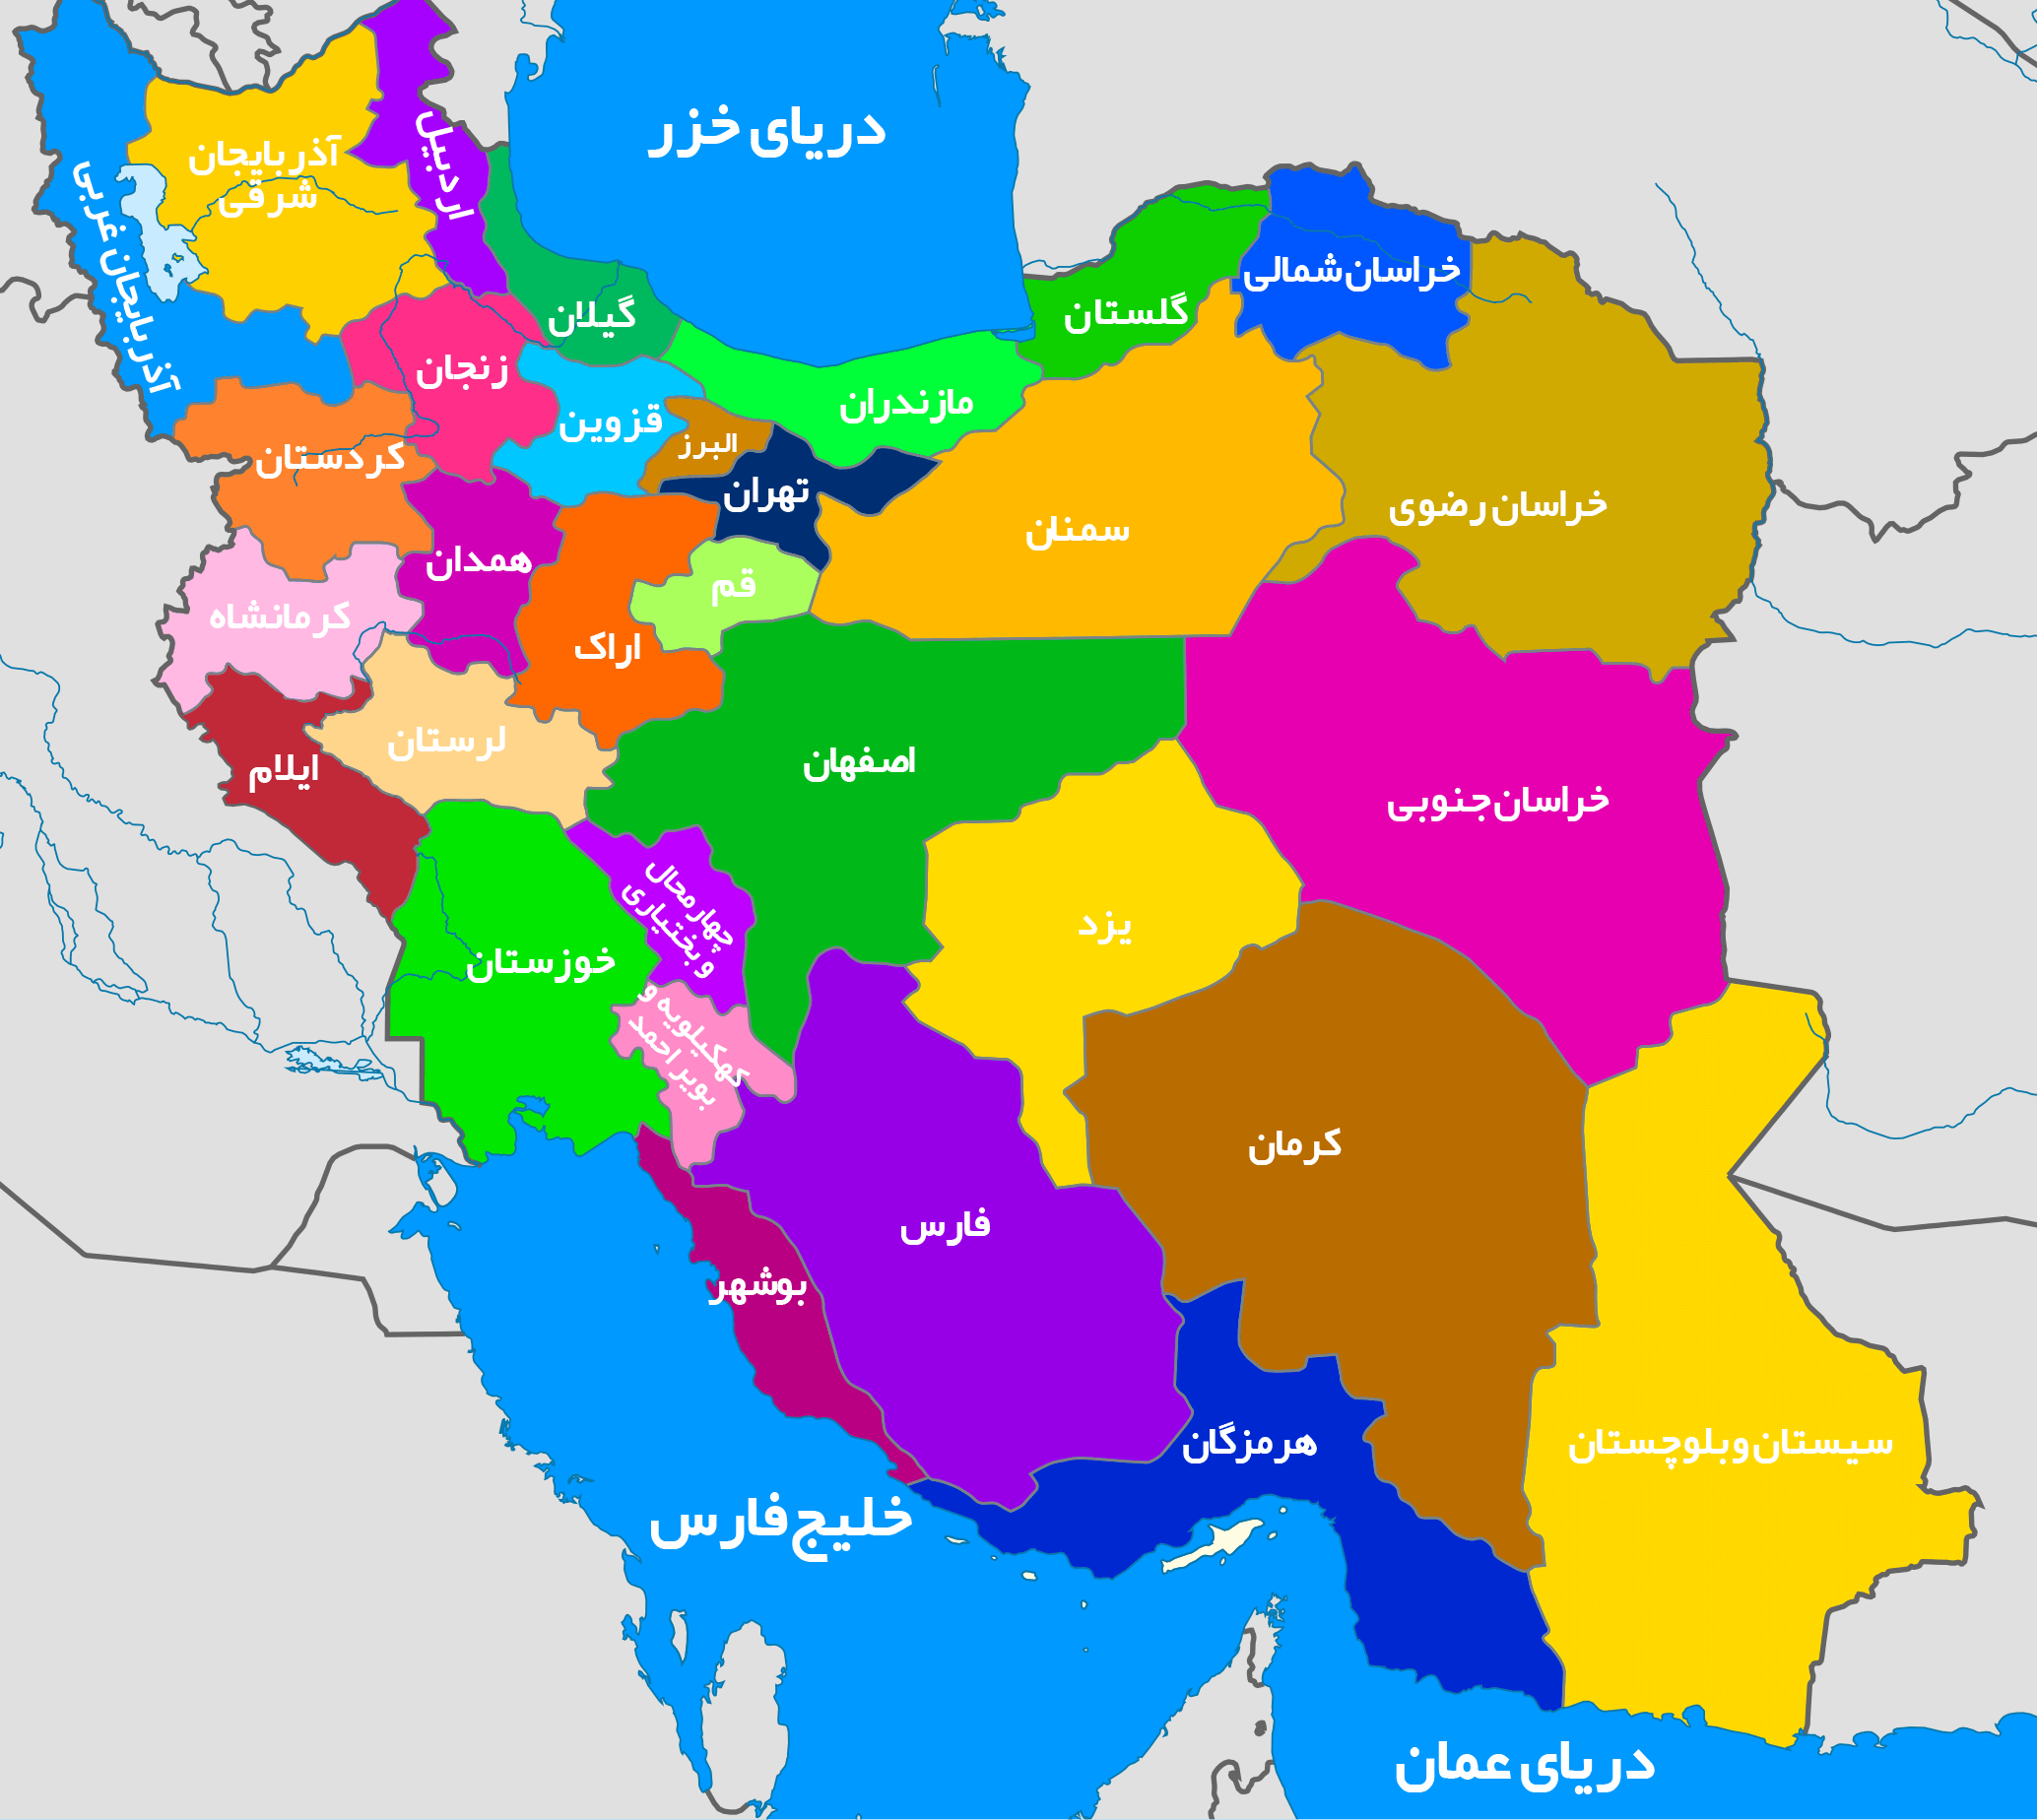 دریای خزر
آذربایجان
شرقی
اردبیل
آذربایجان غربی
گیلان
خراسان شمالی
گلستان
زنجان
مازندران
قزوین
البرز
کردستان
تهران
خراسان رضوی
سمنان
همدان
قم
کرمانشاه
اراک
لرستان
اصفهان
ایلام
خراسان جنوبی
چهارمحال
و بختیاری
یزد
خوزستان
کهکیلویه و
بویر احمد
کرمان
فارس
بوشهر
هرمزگان
سیستان و بلوچستان
خلیج فارس
دریای عمان